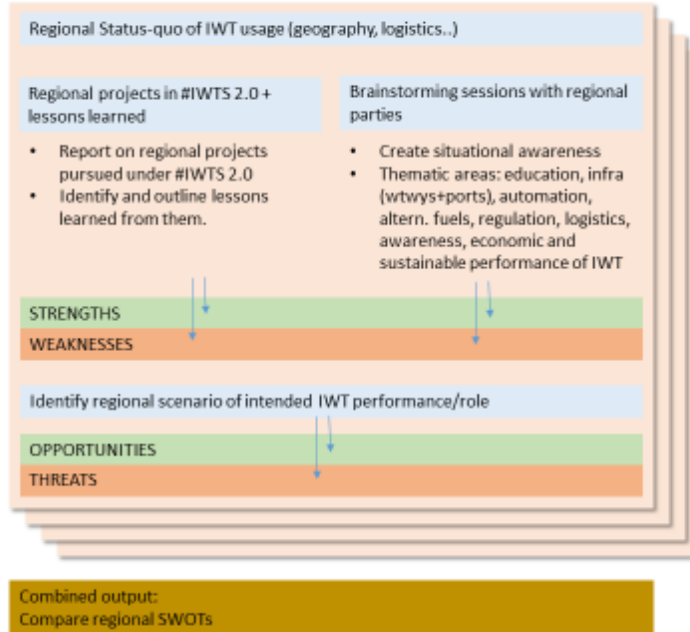 Regional Status-quo of IWT usage (geography, logistics..)
Regional projects in #IWTS 2.0 +
lessons learned
• Report on regional projects
pursued under #IWTS 2.0
• Identify and outline lessons
learned from them.
Brainstorming sessions with regional
parties
• Create situational awareness
• Thematic areas: education, infra
(wtwys+ports), automation,
altern. fuels, regulation, logistics,
awareness, economic and
sustainable performance of IWT
STRENGTHS
WEAKNESSES
Identify regional scenario of intended IWT performance/role
OPPORTUNITIES
THREATS
Combined output:
Compare regional SWOTs